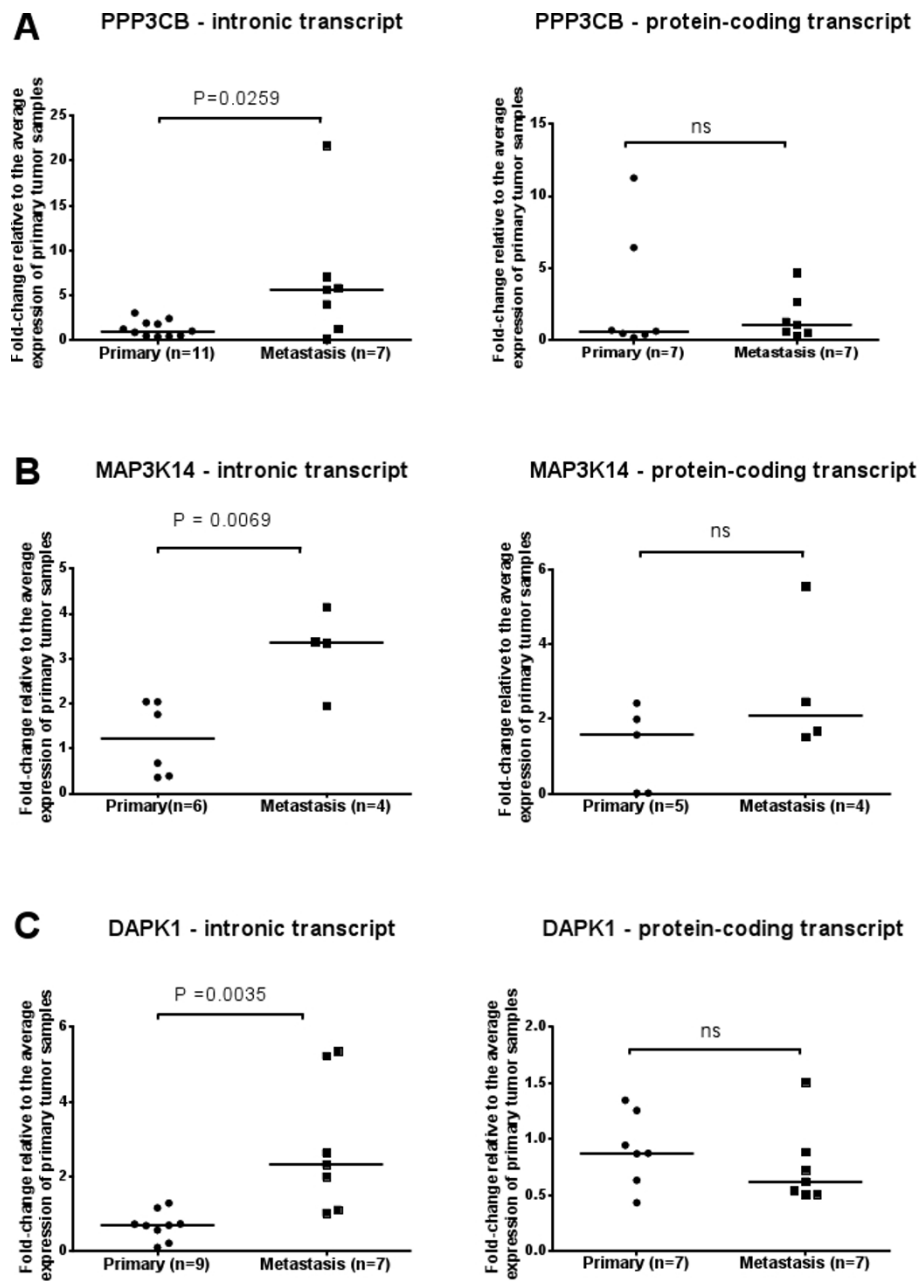 A
PPP3CB - intronic transcript
Fold-change relative to the average
expression of primary tumor samples
P=0.0259
25
20
15
10
5
0
Primary (n=11)
Metastasis (n=7)
PPP3CB - protein-coding transcript
Fold-change relative to the average
expression of primary tumor samples
ns
15
10
5
0
Primary (n=7)
Metastasis (n=7)
B
MAP3K14 - intronic transcript
Fold-change relative to the average
expression of primary tumor samples
P = 0.0069
5
4
3
2
1
0
Primary(n=6)
Metastasis (n=4)
MAP3K14 - protein-coding transcript
Fold-change relative to the average
expression of primary tumor samples
ns
6
4
2
0
Primary(n=5)
Metastasis (n=4)
C
DAPK1 - intronic transcript
Fold-change relative to the average
expression of primary tumor samples
P =0.0035
6
4
2
0
Primary (n=9)
Metastasis (n=7)
DAPK1 - protein-coding transcript
Fold-change relative to the average
expression of primary tumor samples
ns
2.0
1.5
1.0
0.5
0.0
Primary (n=7)
Metastasis (n=7)